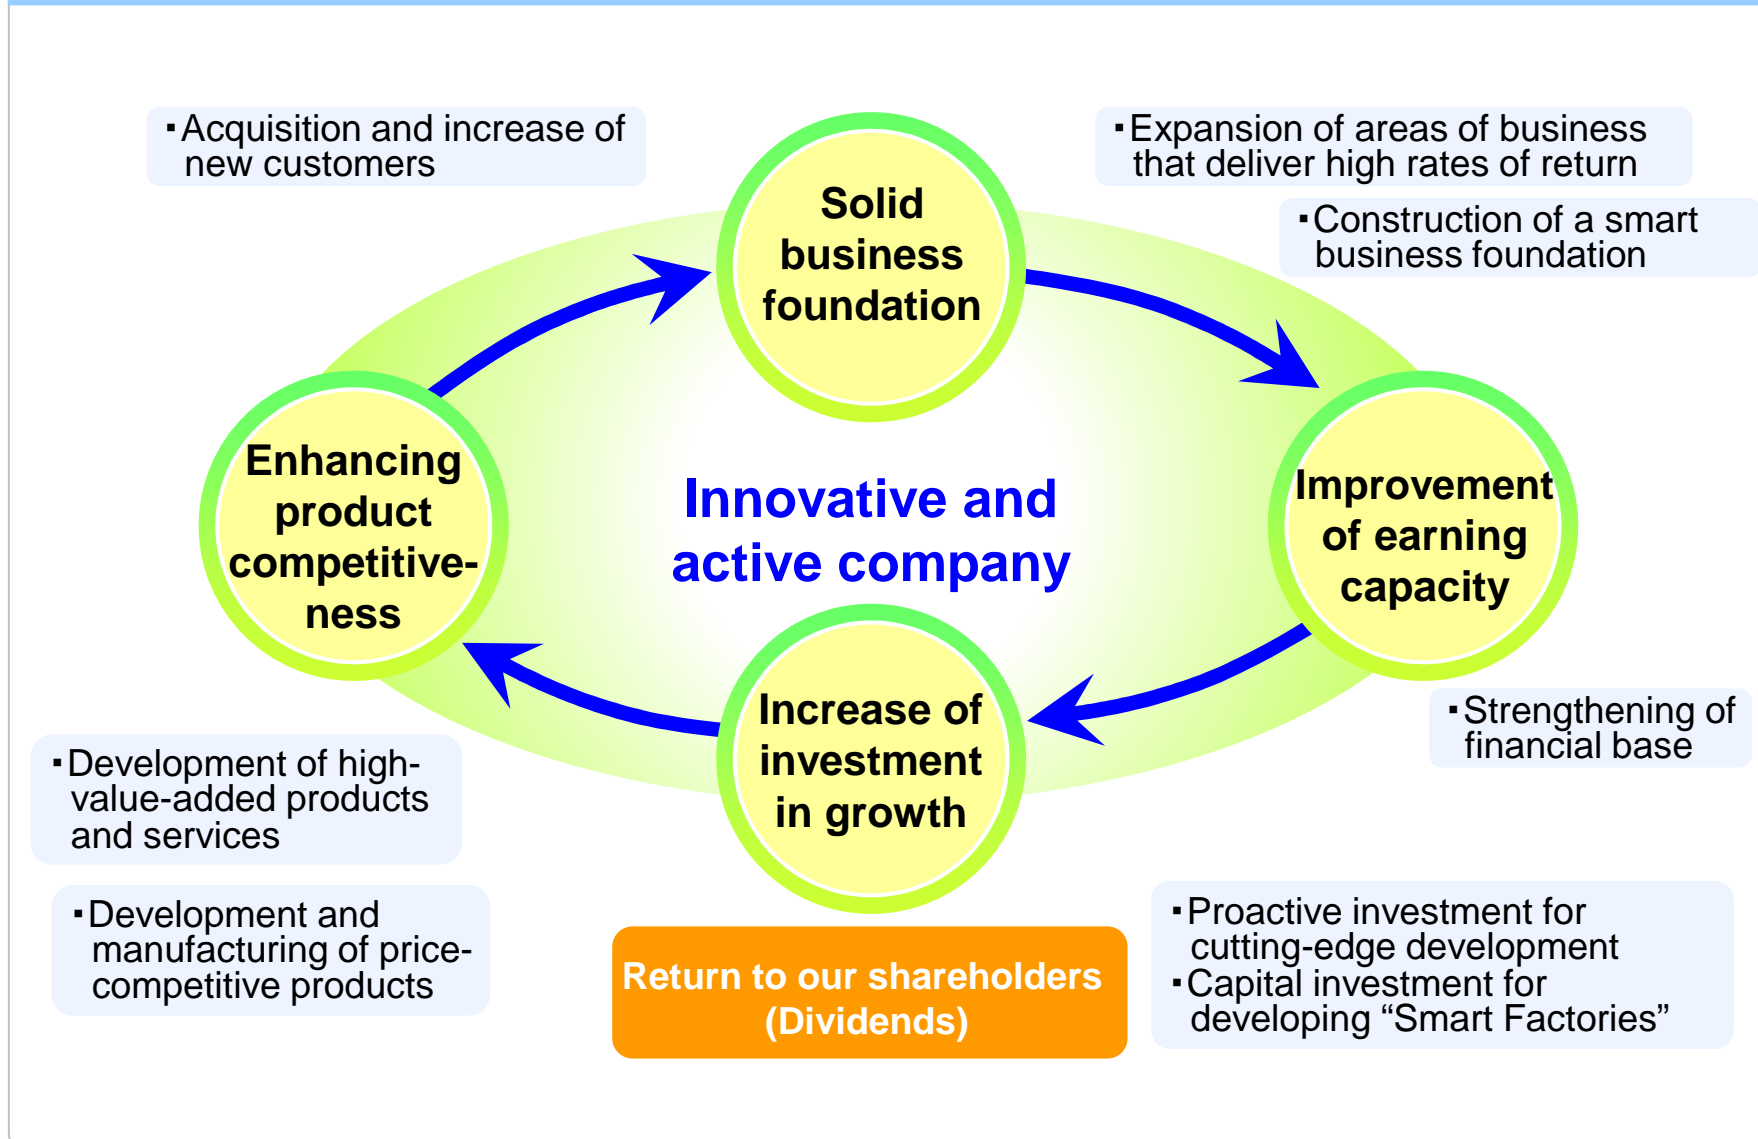 ▪Acquisition and increase of
new customers
▪Expansion of areas of business
that deliver high rates of return
▪Construction of a smart
business foundation
Solid
business
foundation
Enhancing
product
competitive-
ness
Innovative and
active company
Improvement
of earning
capacity
Increase of
investment
in growth
▪Strengthening of
financial base
▪Development of high-
value-added products
and services
▪Development and
manufacturing of price-
competitive products
Return to our shareholders
(Dividends)
▪Proactive investment for
cutting-edge development
▪Capital investment for
developing “Smart Factories”